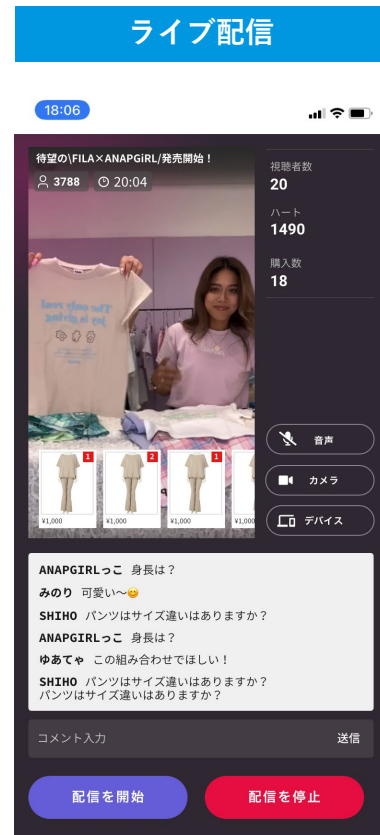 ライブ配信
18:06
待望の\FILA×ANAPGiRL/発売開始！
3788 20:04
視聴者数
20
ハート
1490
購入数
18
1 2 1
¥1,000 ¥1,000 ¥1,000 ¥1,000
音声
カメラ
デバイス
ANAPGIRLっこ 身長は？
みのり 可愛い〜😊
SHIHO パンツはサイズ違いはありますか？
ANAPGIRLっこ 身長は？
ゆあてゃ この組み合わせでほしい！
SHIHO パンツはサイズ違いはありますか？
パンツはサイズ違いはありますか？
コメント入力 送信
配信を開始 配信を停止